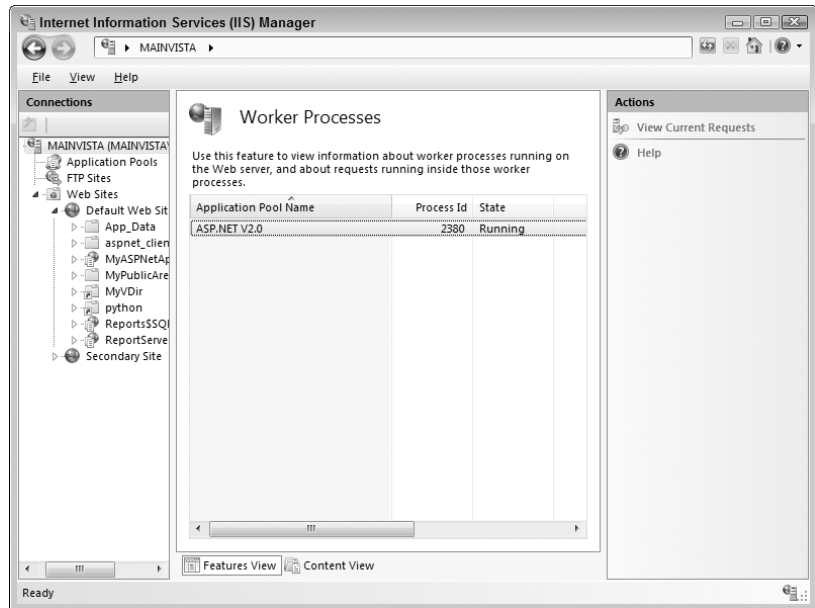 Internet Information Services (IIS) Manager
MAINVISTA
File View Help
Connections
MAINVISTA (MAINVISTA\
Application Pools
FTP Sites
Web Sites
Default Web Sit
App_Data
aspnet_clien
MyASPNetAp
MyPublicAre
MyVDir
python
Reports$SQl
ReportServe
Secondary Site
Worker Processes
Use this feature to view information about worker processes running on
the Web server, and about requests running inside those worker
processes.
Application Pool Name Process Id State
ASP.NET V2.0 2380 Running
Features View Content View
Actions
View Current Requests
Help
Ready